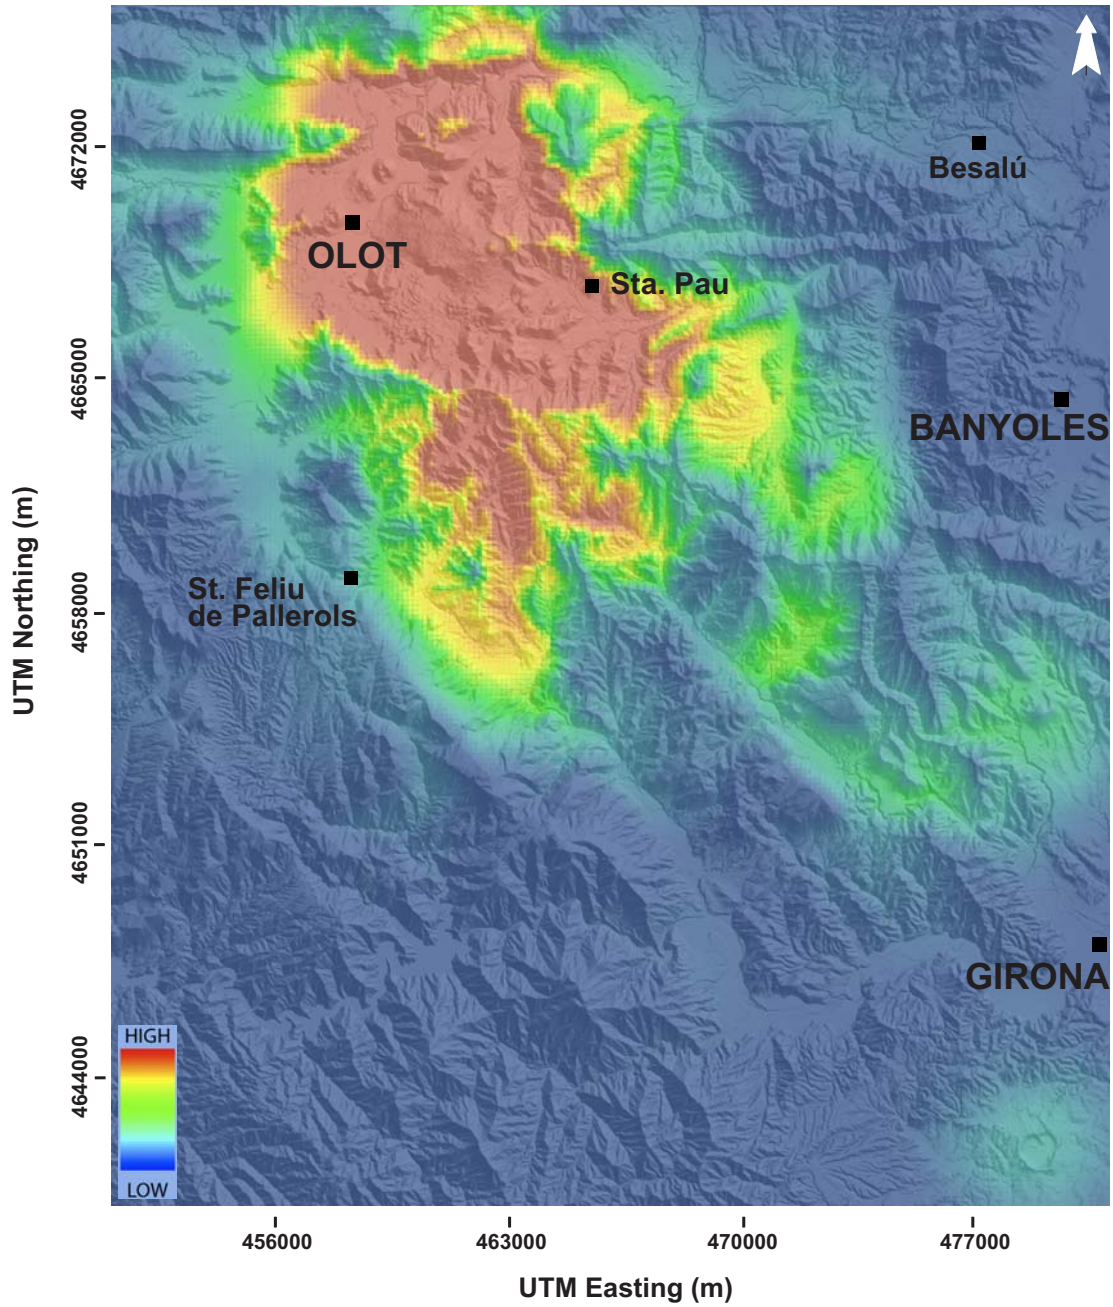 4672000
Besalú
OLOT
Sta. Pau
4665000
BANYOLES
UTM Northing (m)
St. Feliu
de Pallerols
4658000
4651000
GIRONA
HIGH
4644000
LOW
456000
463000
470000
477000
UTM Easting (m)